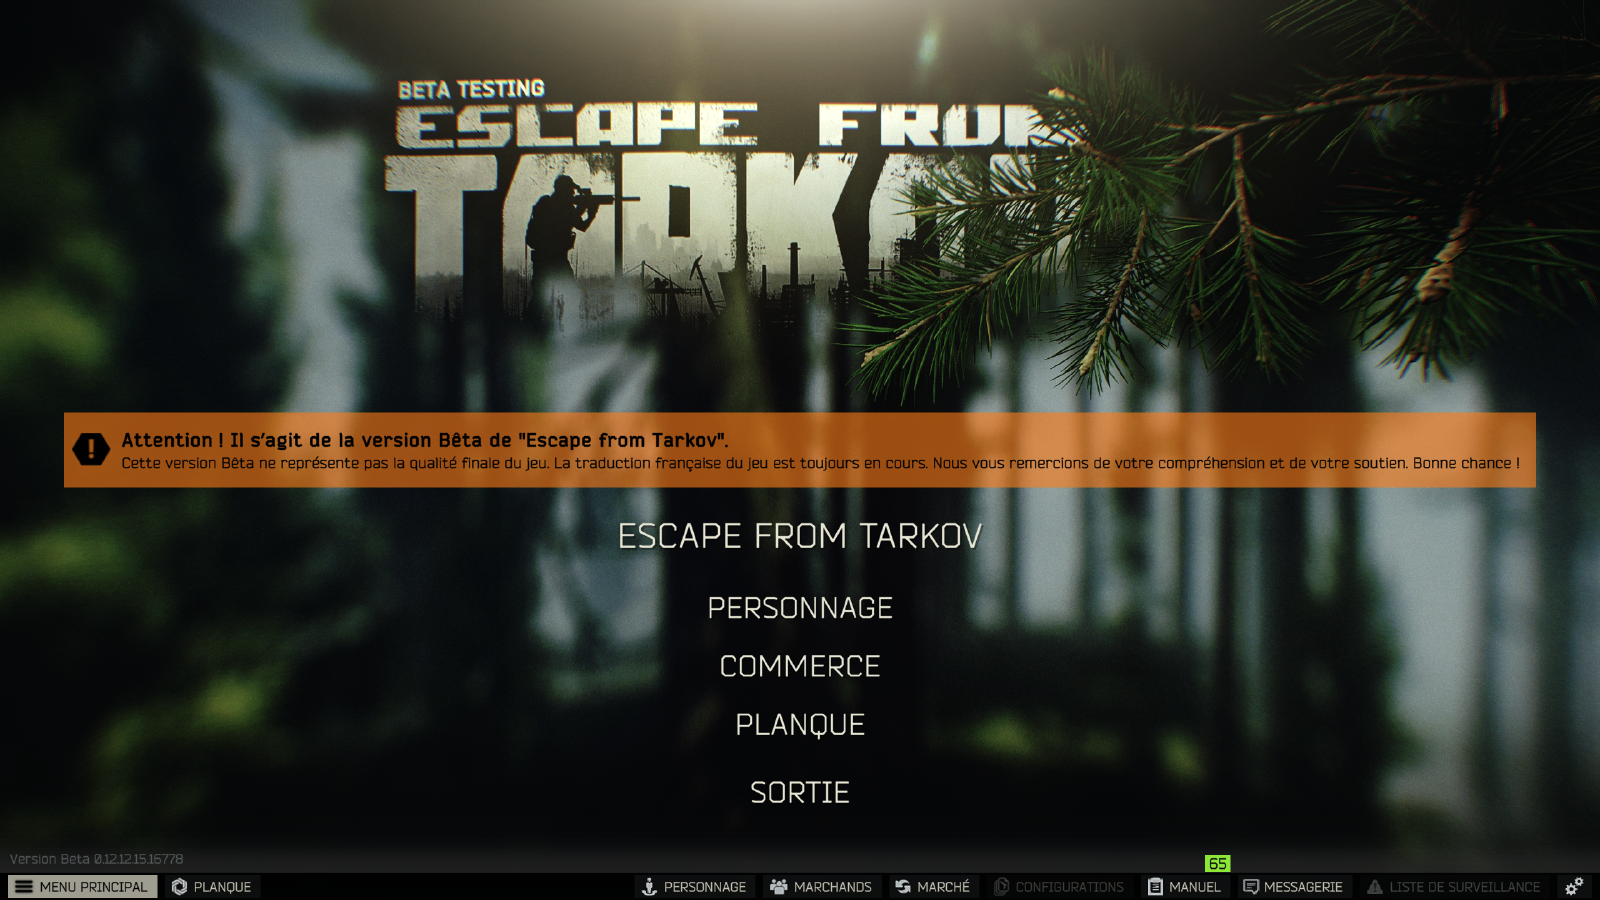 BETA TESTING
ESCAPE FROM
TARKOV
Attention ! Il s'agit de la version Bêta de "Escape from Tarkov".
Cette version Bêta ne représente pas la qualité finale du jeu. La traduction française du jeu est toujours en cours. Nous vous remercions de votre compréhension et de votre soutien. Bonne chance !
ESCAPE FROM TARKOV
PERSONNAGE
COMMERCE
PLANQUE
SORTIE
Version Beta 0.12.12.15.16778
65
MENU PRINCIPAL PLANQUE PERSONNAGE MARCHANDS MARCHÉ CONFIGURATIONS MANUEL MESSAGERIE LISTE DE SURVEILLANCE